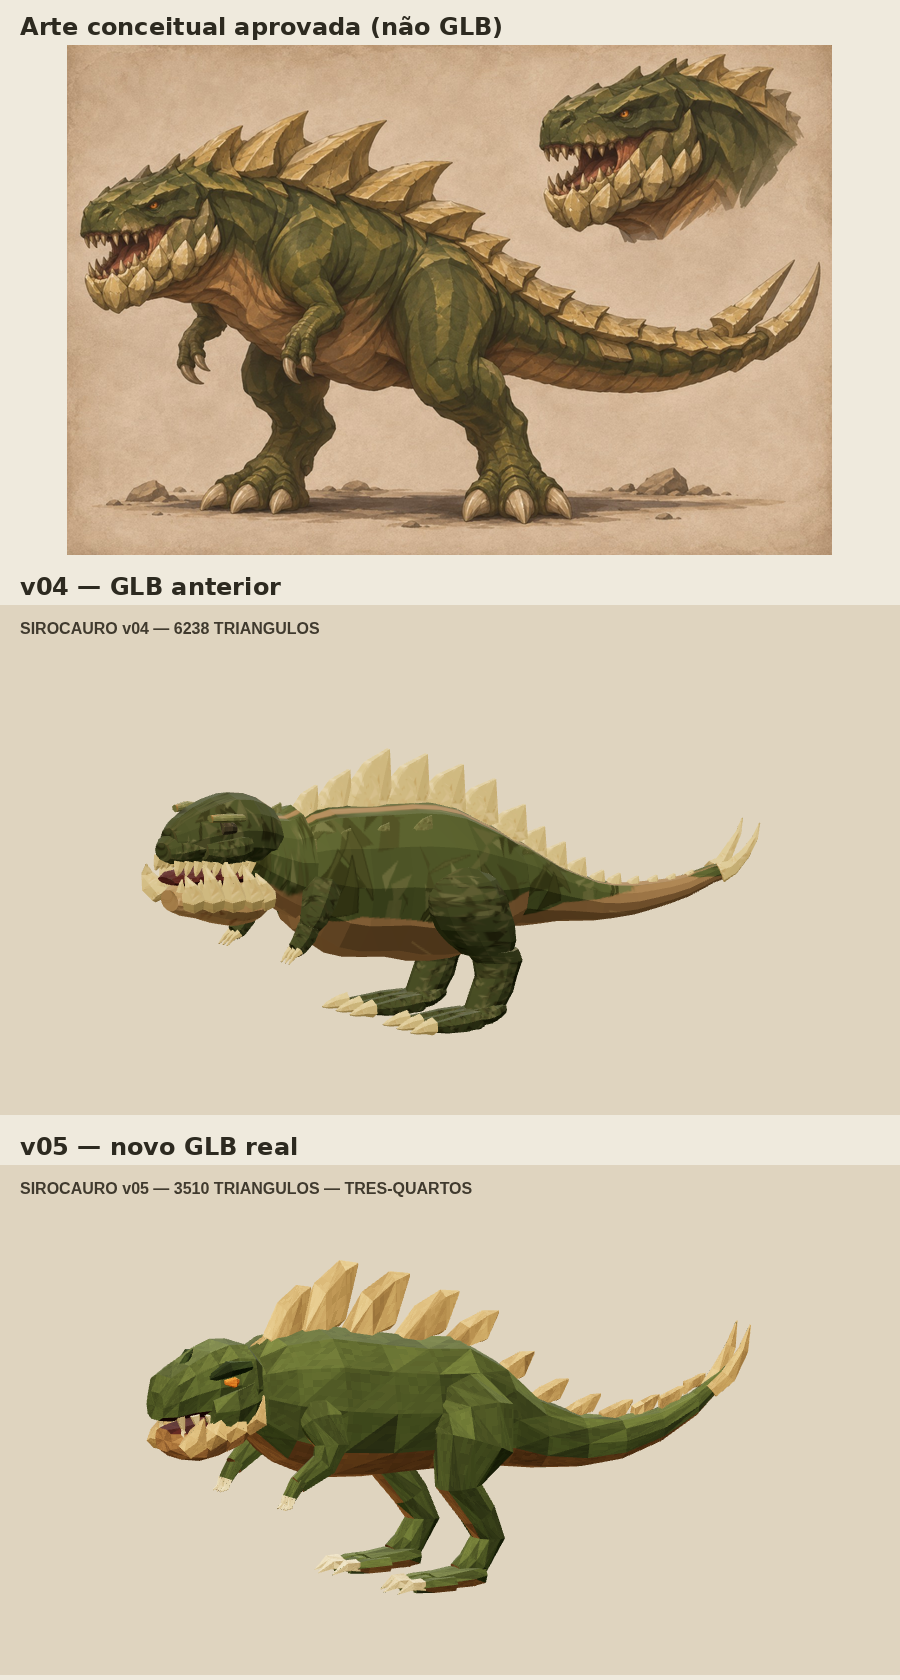 Arte conceitual aprovada (não GLB)
v04 — GLB anterior
SIROCAURO v04 — 6238 TRIANGULOS
v05 — novo GLB real
SIROCAURO v05 — 3510 TRIANGULOS — TRES-QUARTOS